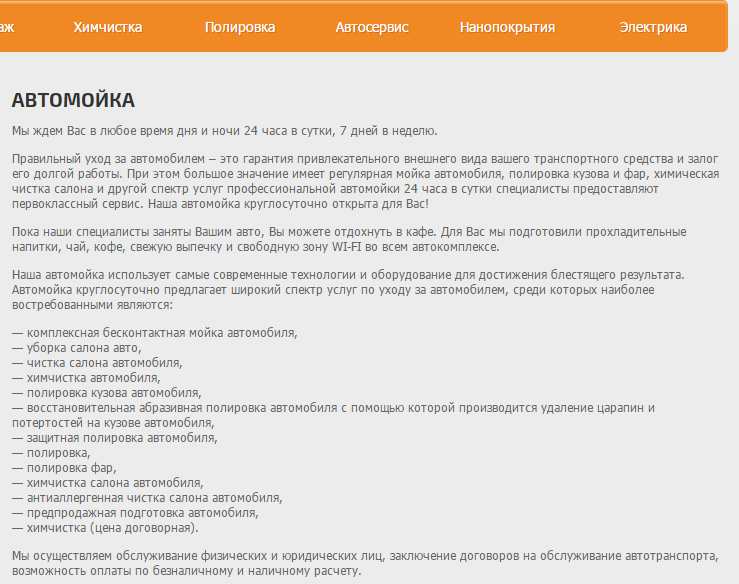 аж Химчистка Полировка Автосервис Нанопокрытия Электрика
АВТОМОЙКА
Мы ждем Вас в любое время дня и ночи 24 часа в сутки, 7 дней в неделю.
Правильный уход за автомобилем – это гарантия привлекательного внешнего вида вашего транспортного средства и залог
его долгой работы. При этом большое значение имеет регулярная мойка автомобиля, полировка кузова и фар, химическая
чистка салона и другой спектр услуг профессиональной автомойки 24 часа в сутки специалисты предоставляют
первоклассный сервис. Наша автомойка круглосуточно открыта для Вас!
Пока наши специалисты заняты Вашим авто, Вы можете отдохнуть в кафе. Для Вас мы подготовили прохладительные
напитки, чай, кофе, свежую выпечку и свободную зону WI-FI во всем автокомплексе.
Наша автомойка использует самые современные технологии и оборудование для достижения блестящего результата.
Автомойка круглосуточно предлагает широкий спектр услуг по уходу за автомобилем, среди которых наиболее
востребованными являются:
— комплексная бесконтактная мойка автомобиля,
— уборка салона авто,
— чистка салона автомобиля,
— химчистка автомобиля,
— полировка кузова автомобиля,
— восстановительная абразивная полировка автомобиля с помощью которой производится удаление царапин и
потертостей на кузове автомобиля,
— защитная полировка автомобиля,
— полировка,
— полировка фар,
— химчистка салона автомобиля,
— антиаллергенная чистка салона автомобиля,
— предпродажная подготовка автомобиля,
— химчистка (цена договорная).
Мы осуществляем обслуживание физических и юридических лиц, заключение договоров на обслуживание автотранспорта,
возможность оплаты по безналичному и наличному расчету.